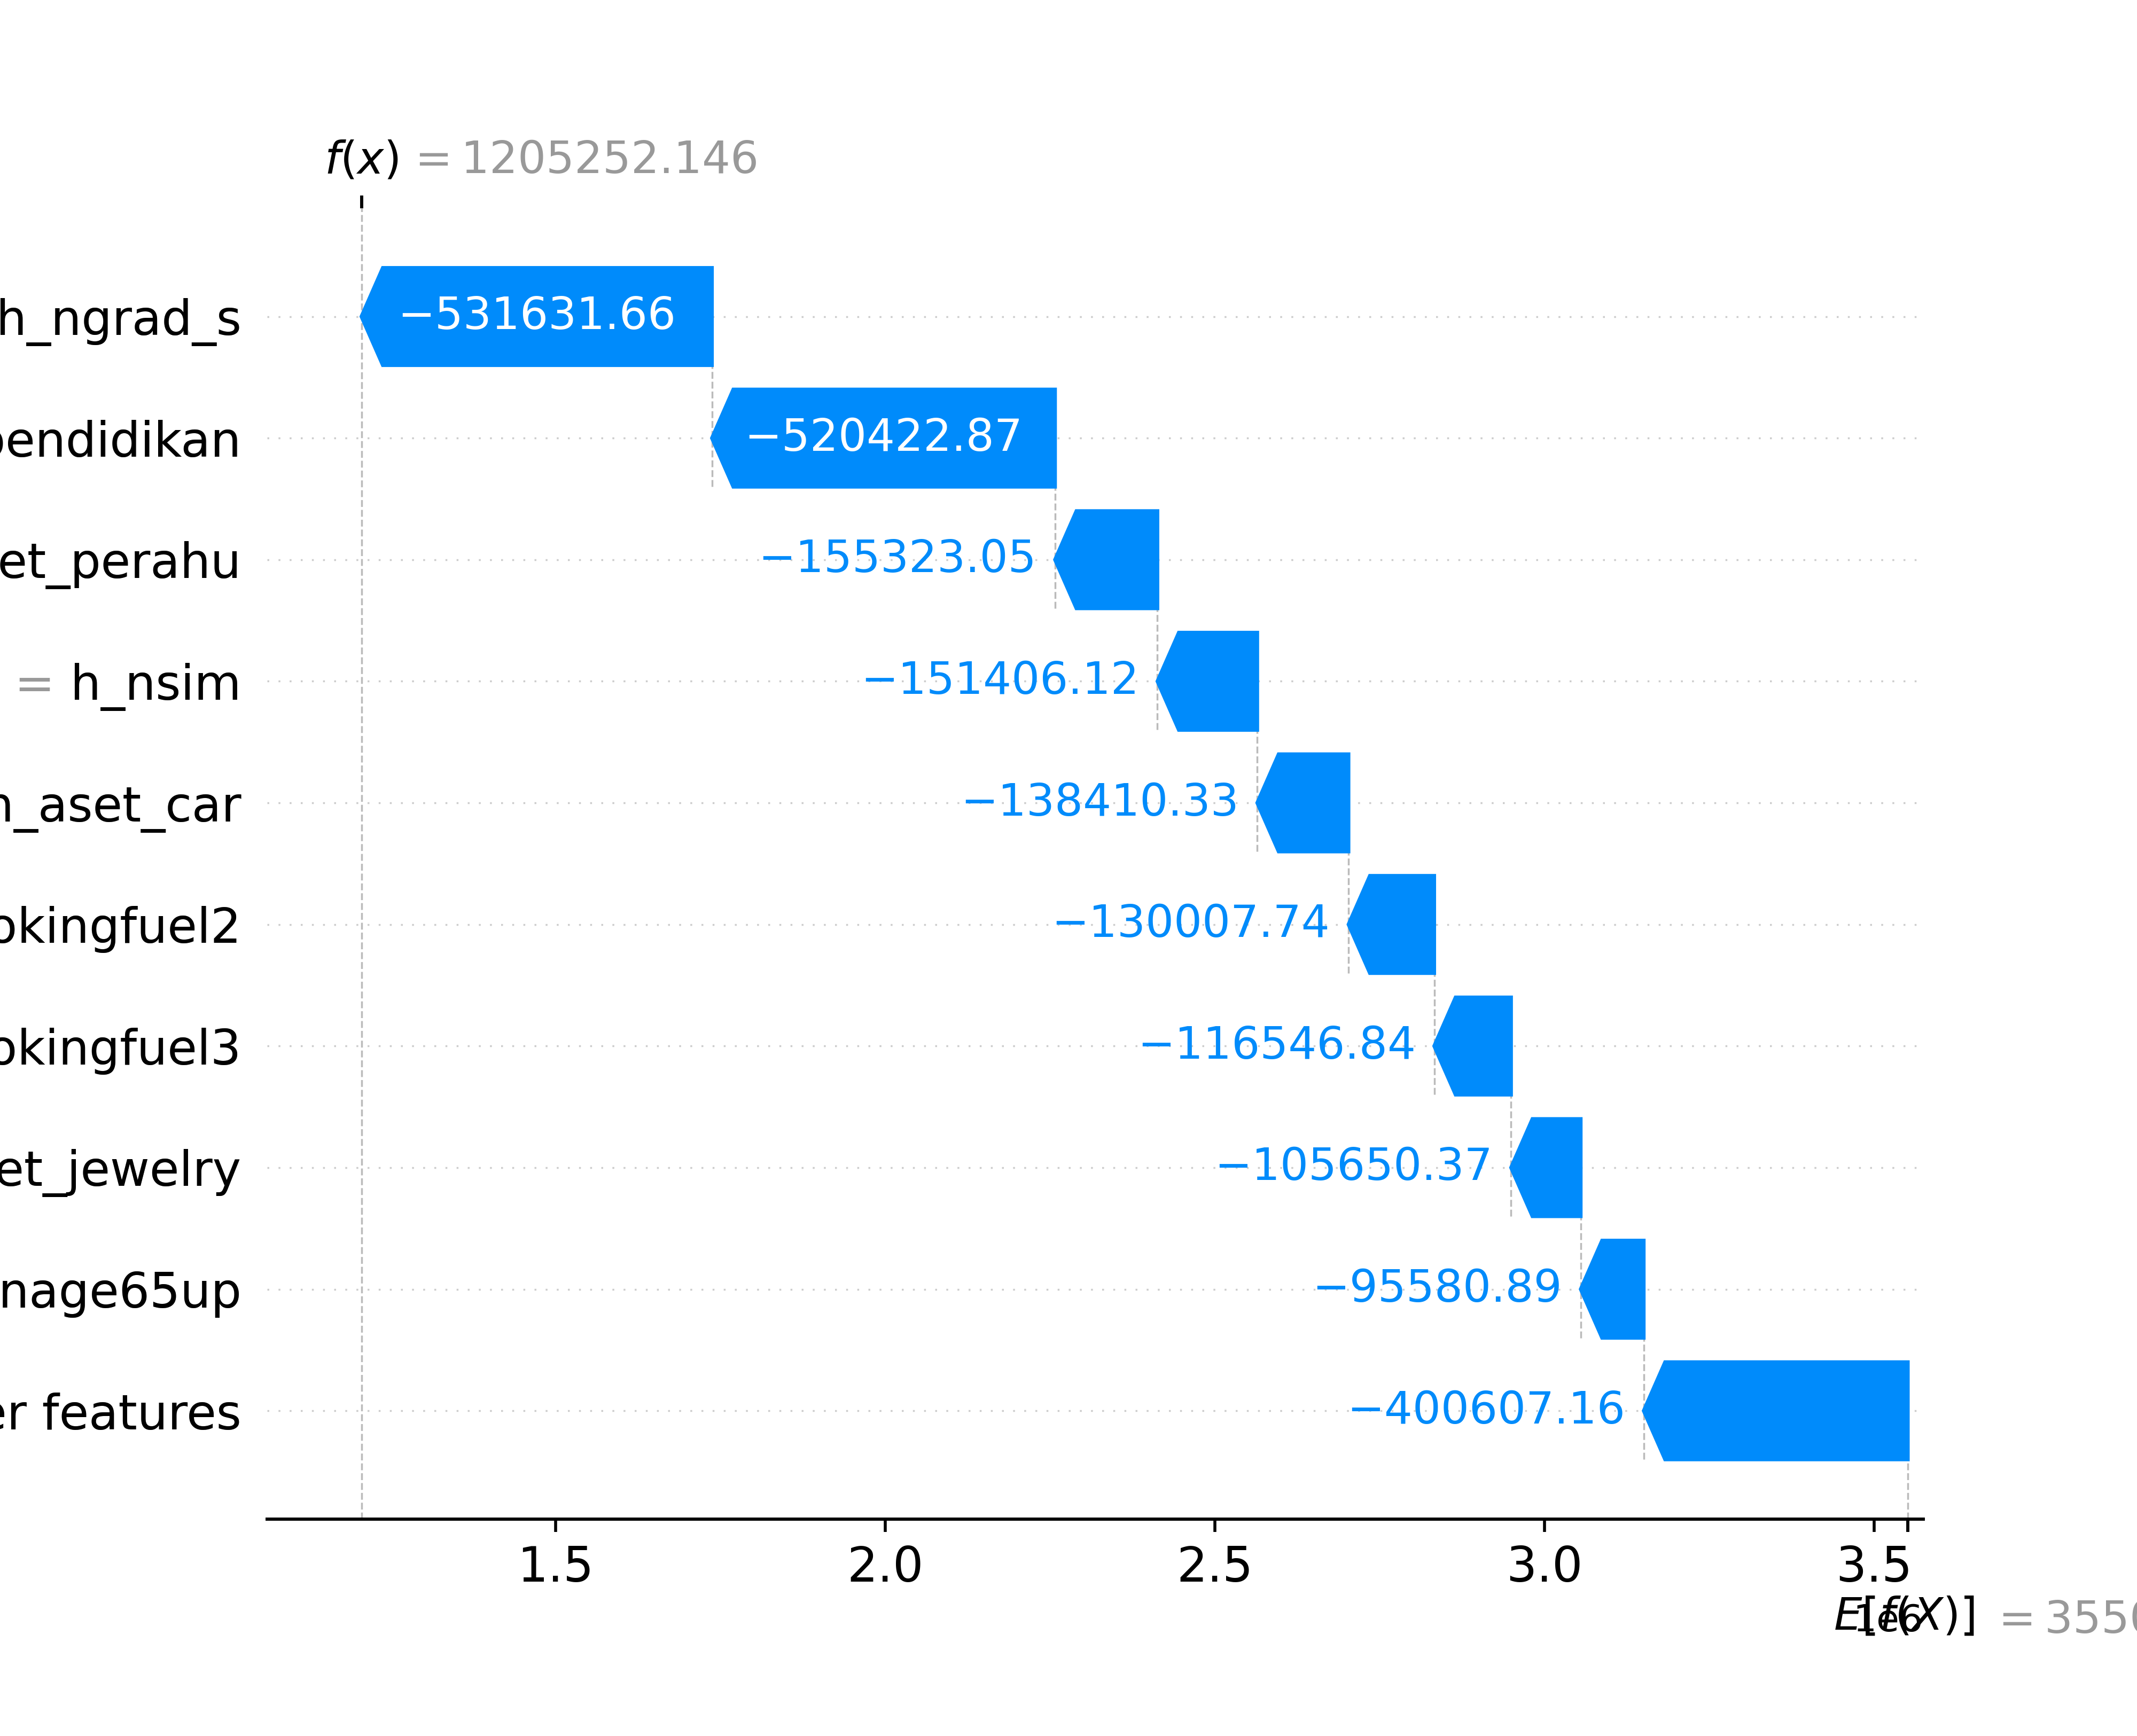 f(x) = 1205252.146
h_ngrad_s −531631.66
pendidikan −520422.87
et_perahu −155323.05
= h_nsim −151406.12
h_aset_car −138410.33
okingfuel2 −130007.74
okingfuel3 −116546.84
et_jewelry −105650.37
nage65up −95580.89
er features −400607.16
1.5 2.0 2.5 3.0 3.5
1e6
E[f(X)] = 3550